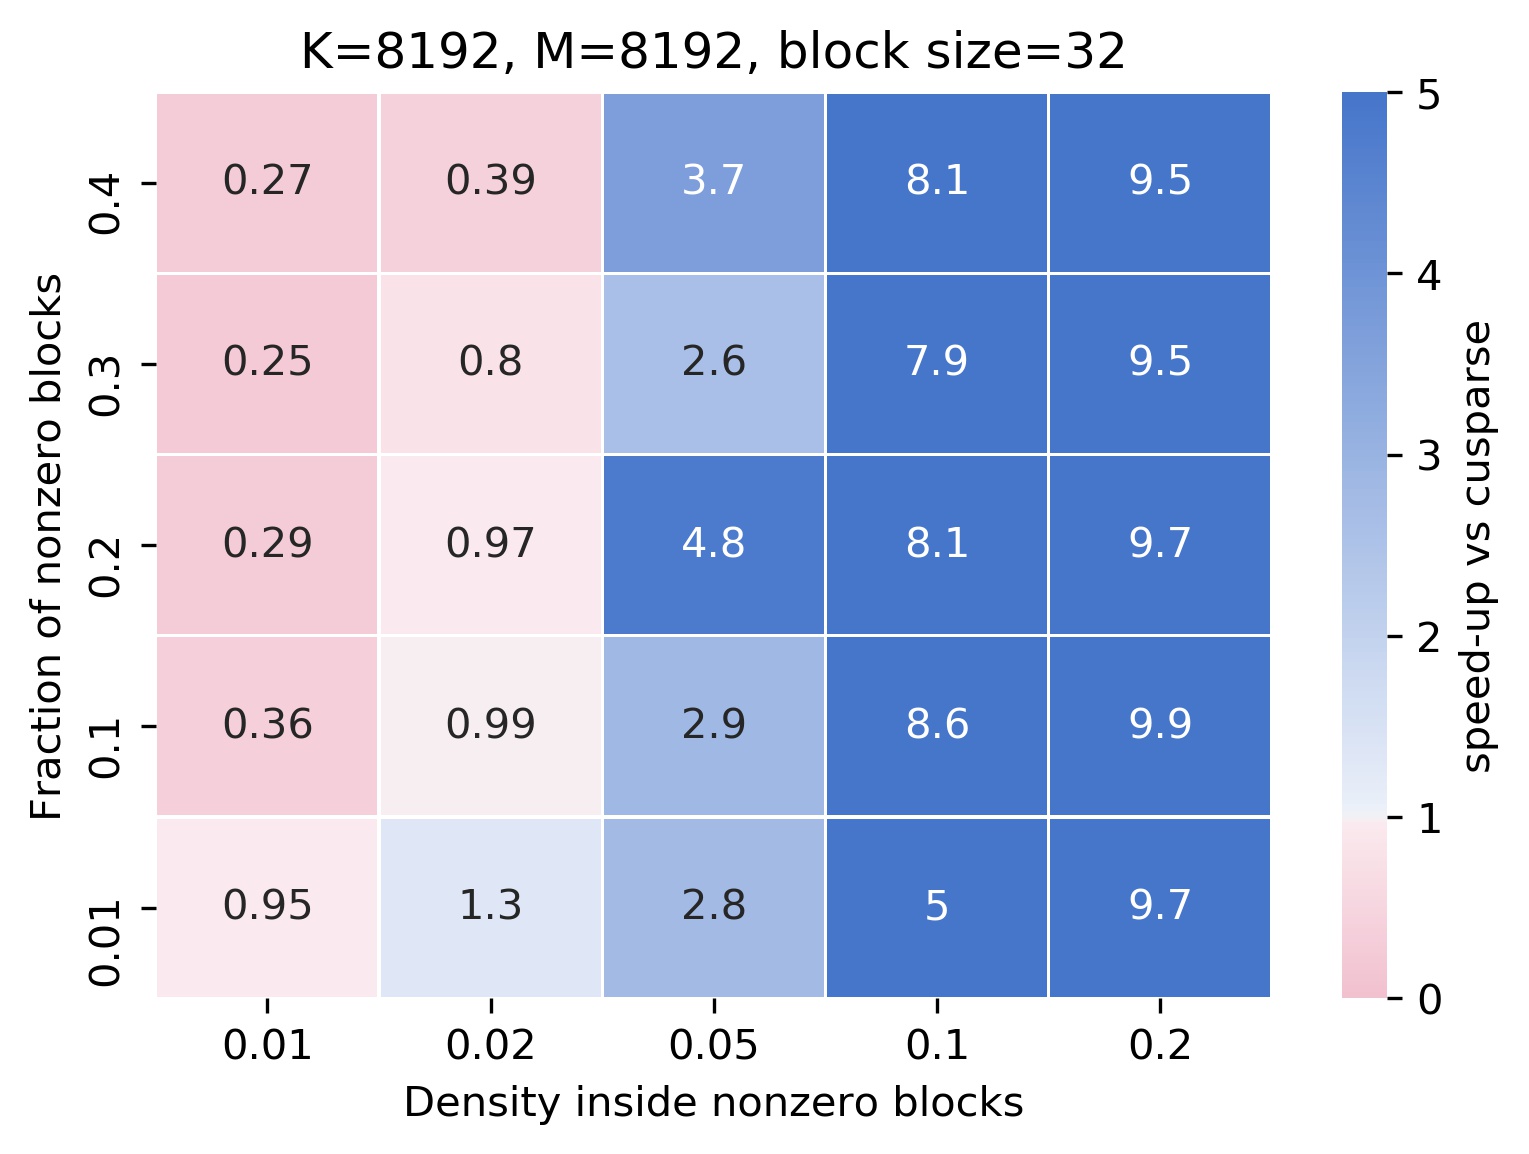 K=8192, M=8192, block size=32
Fraction of nonzero blocks
0.4
0.27 0.39 3.7 8.1 9.5
0.3
0.25 0.8 2.6 7.9 9.5
0.2
0.29 0.97 4.8 8.1 9.7
0.1
0.36 0.99 2.9 8.6 9.9
0.01
0.95 1.3 2.8 5 9.7
0.01 0.02 0.05 0.1 0.2
Density inside nonzero blocks
5
4
3
2
1
0
speed-up vs cusparse